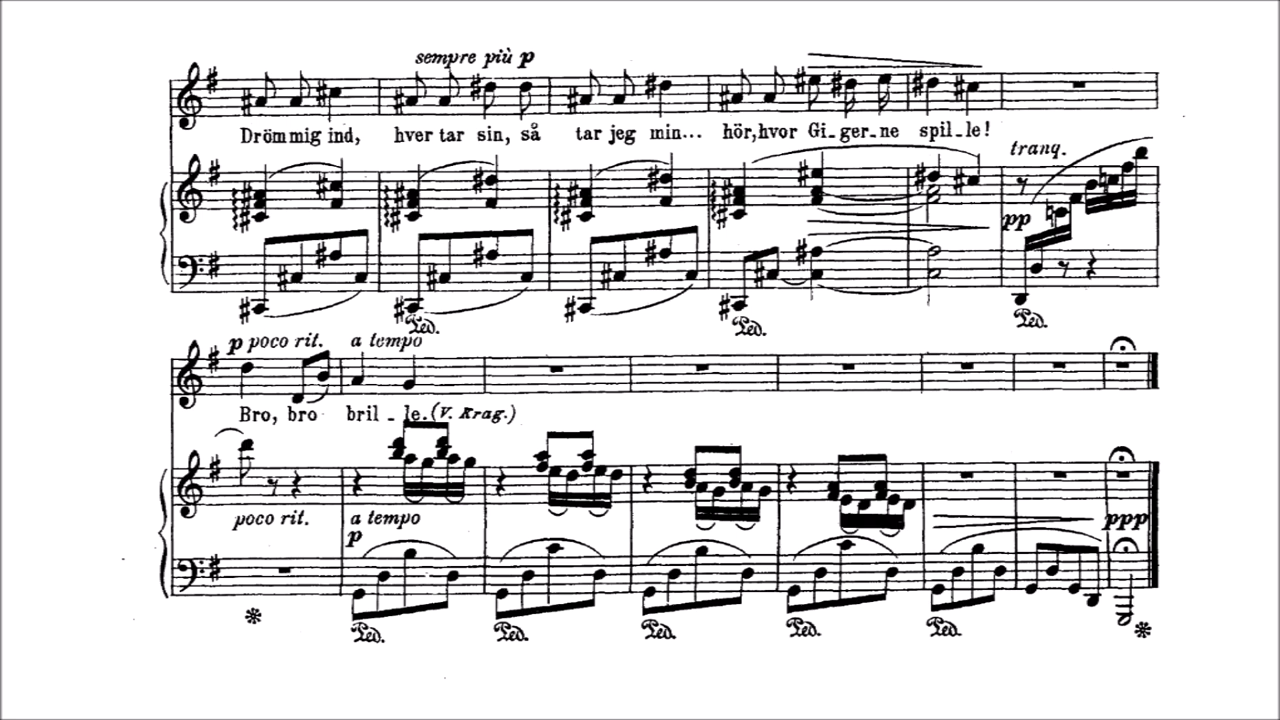 sempre più p
Drömmig ind, hver tar sin, så tar jeg min... hör, hvor Gi-ger-ne spil-le!
tranq.
pp
Ped. Ped. Ped.
p poco rit. a tempo
Bro, bro bril-le. (V. Krag.)
poco rit. a tempo
p
ppp
Ped. Ped. Ped. Ped. Ped.